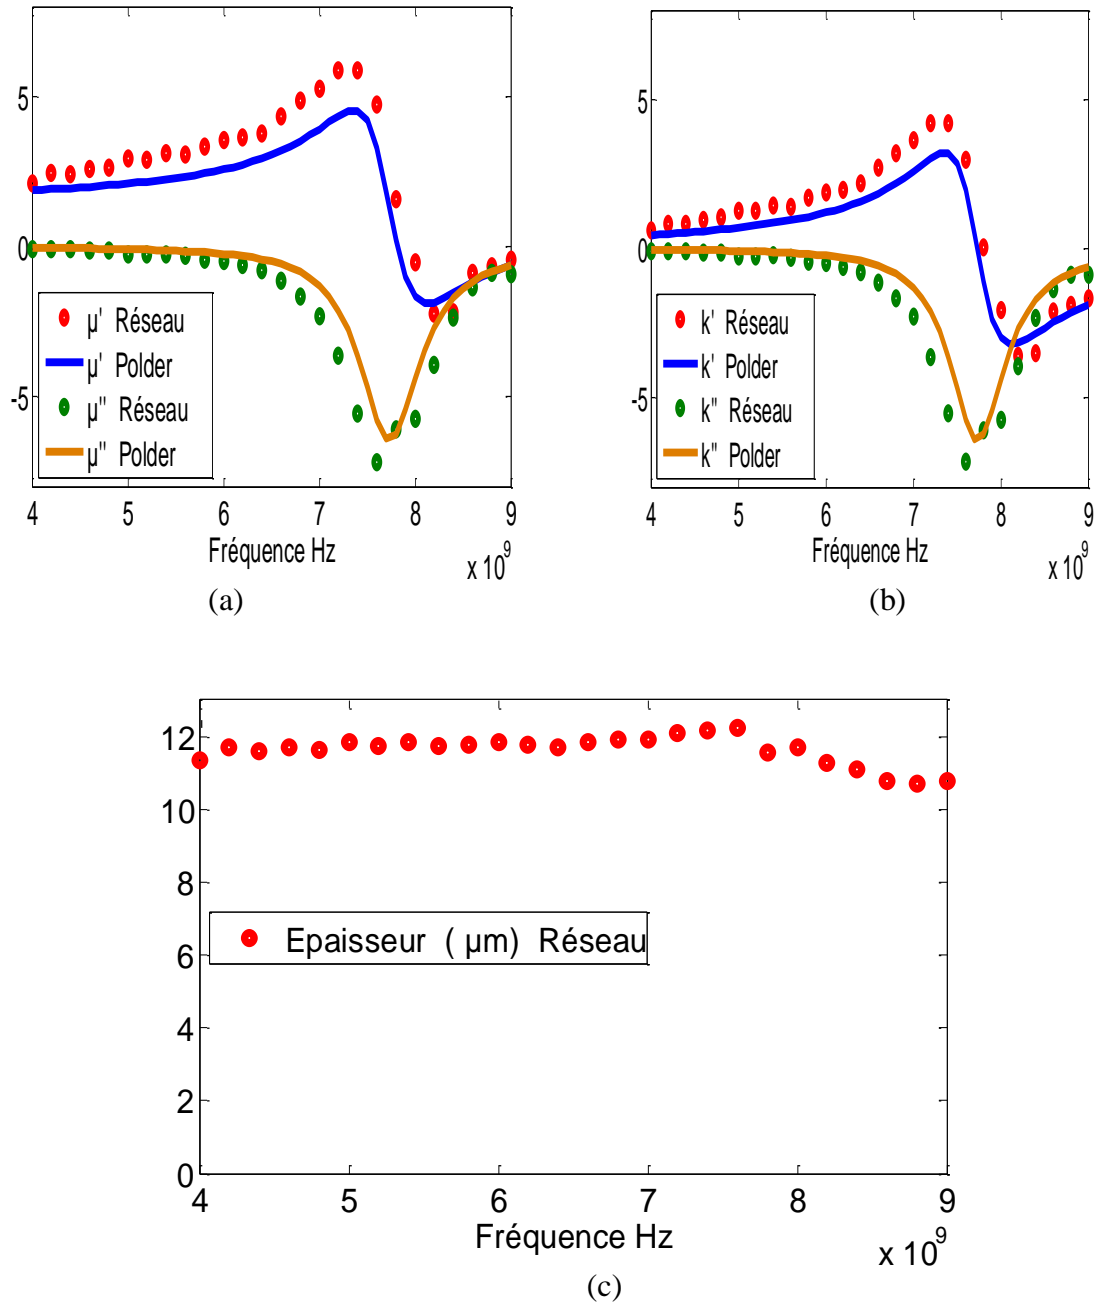 5
0
-5
µ' Réseau
µ' Polder
µ'' Réseau
µ'' Polder
4 5 6 7 8 9
Fréquence Hz
x 10^9
(a)
5
0
-5
k' Réseau
k' Polder
k" Réseau
k" Polder
4 5 6 7 8 9
Fréquence Hz
x 10^9
(b)
12
10
8
6
4
2
0
Epaisseur ( µm) Réseau
4 5 6 7 8 9
Fréquence Hz
x 10^9
(c)